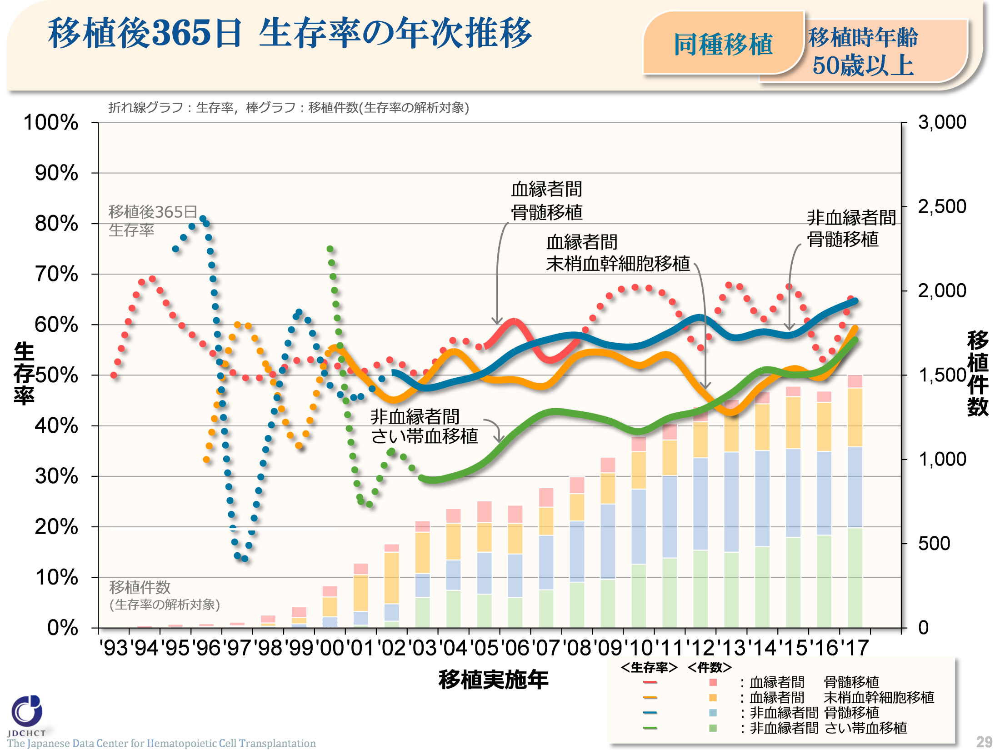 移植後365日 生存率の年次推移
同種移植
移植時年齢
50歳以上
折れ線グラフ：生存率，棒グラフ：移植件数(生存率の解析対象)
100%
90%
80%
70%
60%
50%
40%
30%
20%
10%
0%
生存率
3,000
2,500
2,000
1,500
1,000
500
0
移植件数
移植後365日
生存率
血縁者間
骨髄移植
血縁者間
末梢血幹細胞移植
非血縁者間
骨髄移植
非血縁者間
さい帯血移植
移植件数
(生存率の解析対象)
'93 '94 '95 '96 '97 '98 '99 '00 '01 '02 '03 '04 '05 '06 '07 '08 '09 '10 '11 '12 '13 '14 '15 '16 '17
移植実施年
＜生存率＞ ＜件数＞
：血縁者間 骨髄移植
：血縁者間 末梢血幹細胞移植
：非血縁者間 骨髄移植
：非血縁者間 さい帯血移植
JDCHCT
The Japanese Data Center for Hematopoietic Cell Transplantation
29